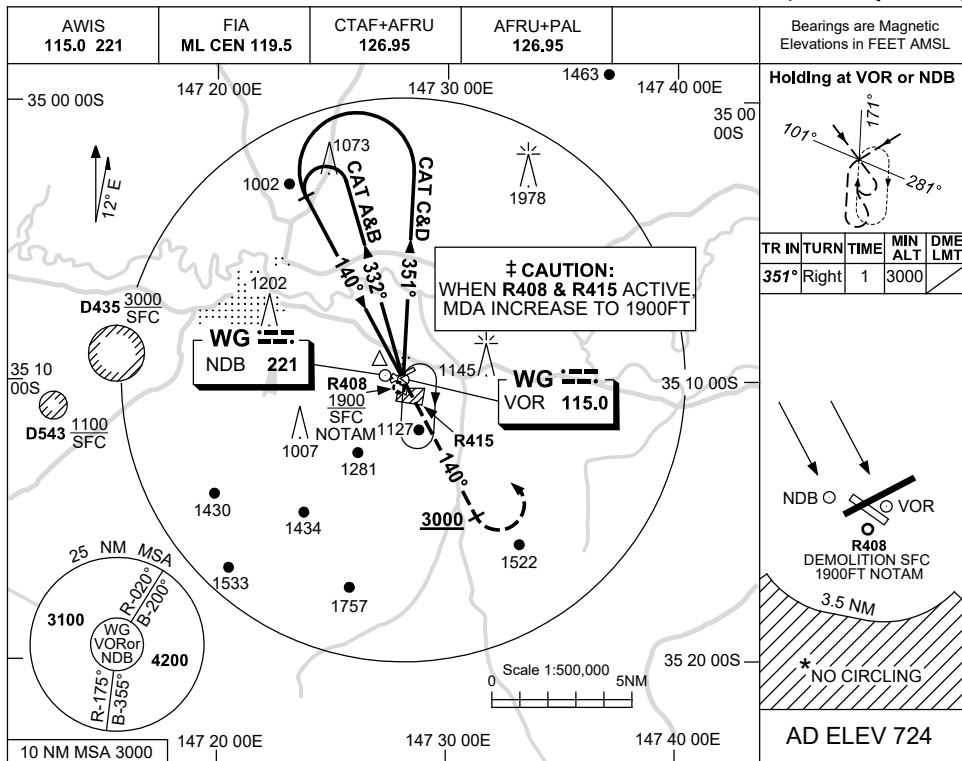 AWIS
115.0 221
FIA
ML CEN 119.5
CTAF+AFRU
126.95
AFRU+PAL
126.95
Bearings are Magnetic
Elevations in FEET AMSL
35 00 00S
147 20 00E
147 30 00E
1463
147 40 00E
35 00
00S
12° E
1002
1073
CAT A&B
CAT C&D
1978
140°
332°
351°
‡ CAUTION:
WHEN R408 & R415 ACTIVE,
MDA INCREASE TO 1900FT
D435 3000
SFC
1202
WG
NDB 221
35 10
00S
D543 1100
SFC
R408
1900
SFC
NOTAM
1007
1127
1281
1145
WG
VOR 115.0
35 10 00S
R415
140°
3000
1430
1434
1533
1757
1522
25 NM MSA
R-020°
B-200°
3100
WG
VORor
NDB
4200
R-175°
B-355°
Scale 1:500,000
0
5NM
35 20 00S
10 NM MSA 3000
147 20 00E
147 30 00E
147 40 00E
Holding at VOR or NDB
101°
171°
281°
TR IN TURN TIME MIN ALT DME LMT
351° Right 1 3000
NDB
VOR
R408
DEMOLITION SFC
1900FT NOTAM
3.5 NM
*NO CIRCLING
AD ELEV 724